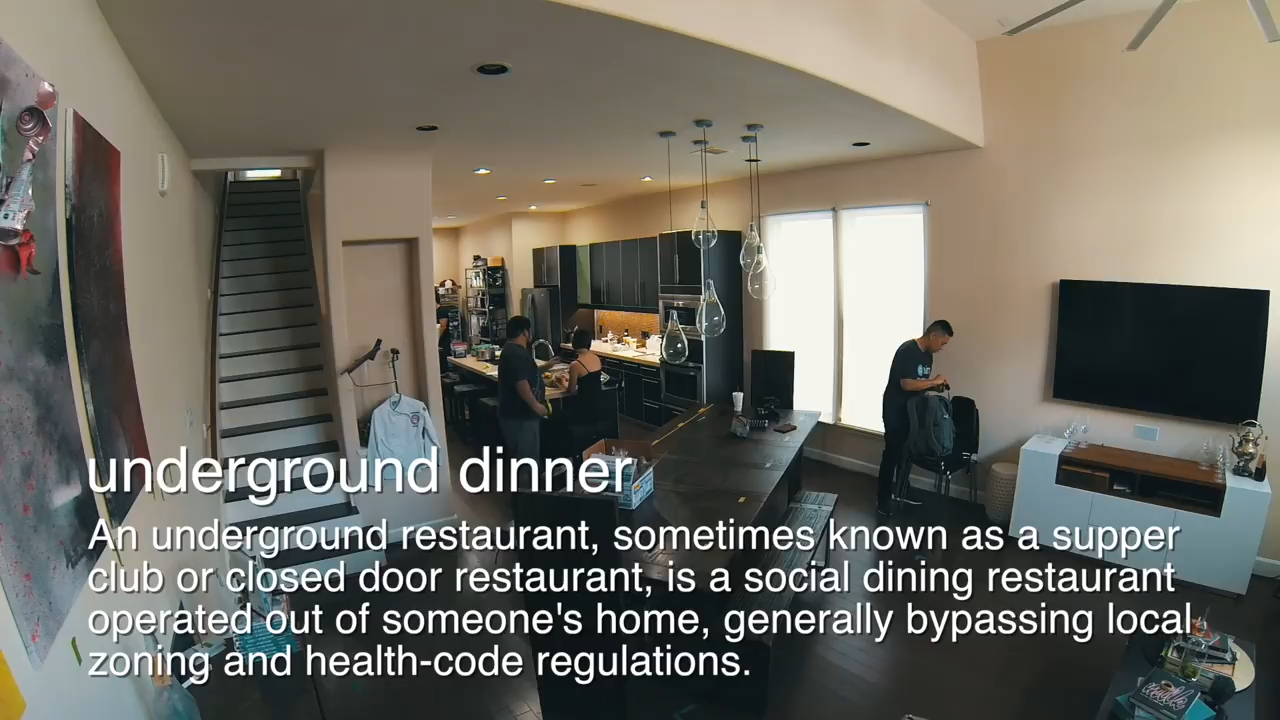 underground dinner
An underground restaurant, sometimes known as a supper
club or closed door restaurant, is a social dining restaurant
operated out of someone's home, generally bypassing local
zoning and health-code regulations.